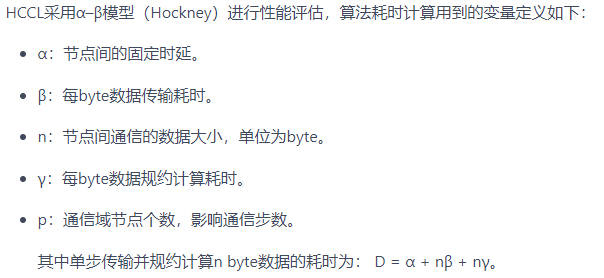 HCCL采用α–β模型（Hockney）进行性能评估，算法耗时计算用到的变量定义如下：
• α：节点间的固定时延。
• β：每byte数据传输耗时。
• n：节点间通信的数据大小，单位为byte。
• γ：每byte数据规约计算耗时。
• p：通信域节点个数，影响通信步数。
其中单步传输并规约计算n byte数据的耗时为： D = α + nβ + nγ。